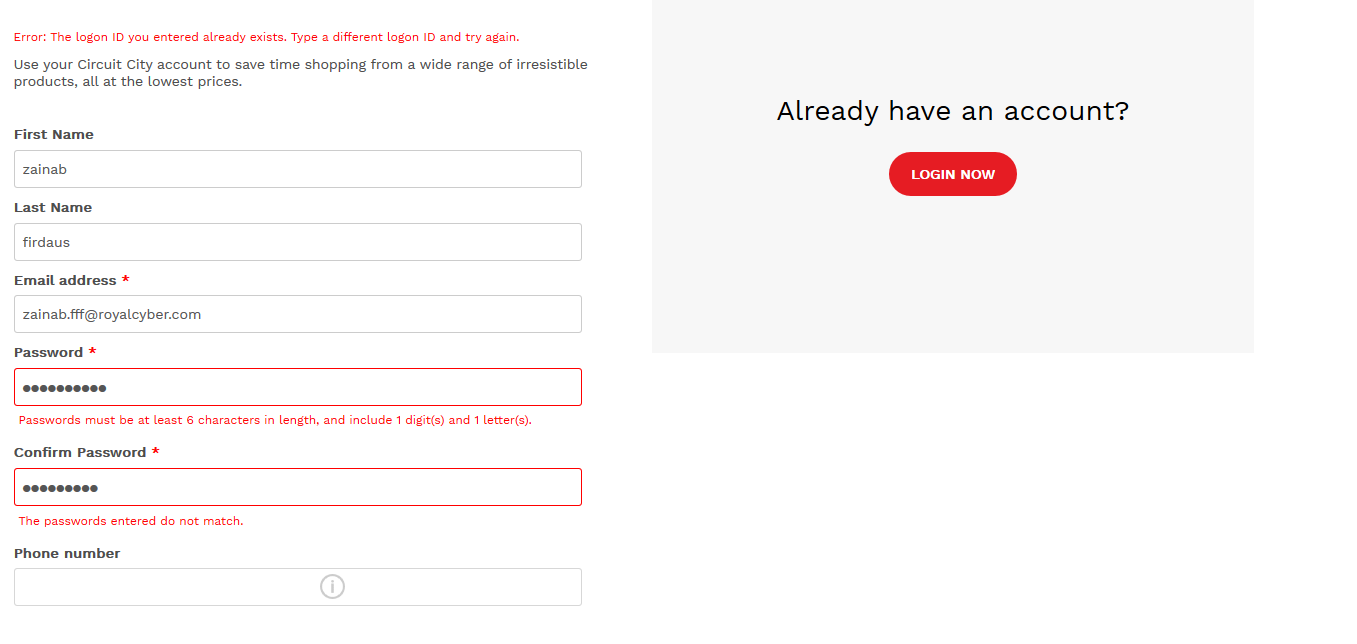 Error: The logon ID you entered already exists. Type a different logon ID and try again.
Use your Circuit City account to save time shopping from a wide range of irresistible
products, all at the lowest prices.
First Name
zainab
Last Name
firdaus
Email address *
zainab.fff@royalcyber.com
Password *
●●●●●●●●●●
Passwords must be at least 6 characters in length, and include 1 digit(s) and 1 letter(s).
Confirm Password *
●●●●●●●●●
The passwords entered do not match.
Phone number
Already have an account?
LOGIN NOW